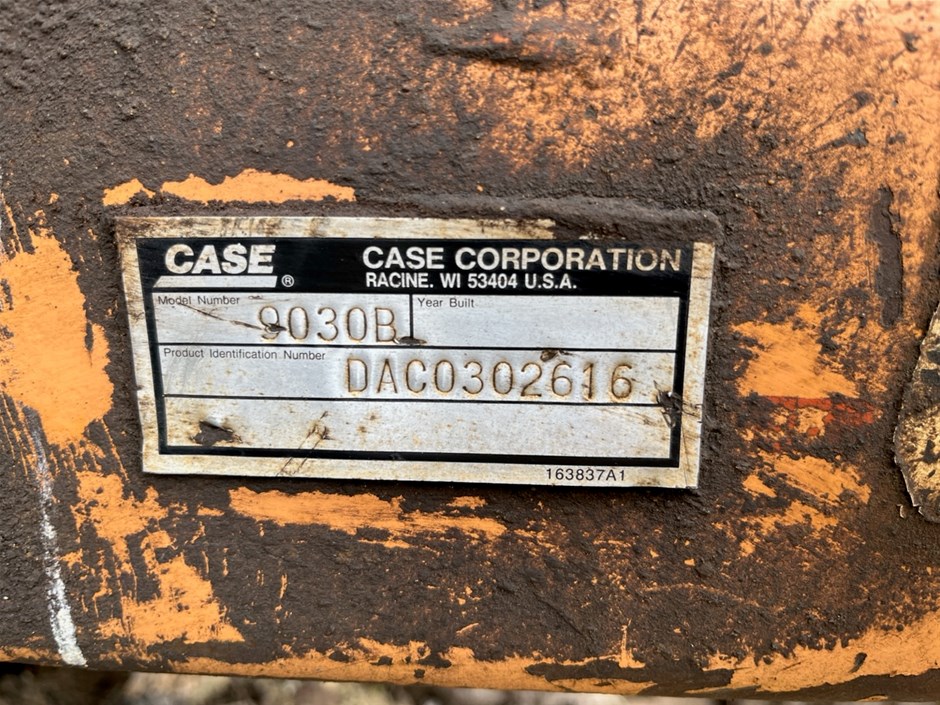 CASE ® CASE CORPORATION
RACINE. WI 53404 U.S.A.
Model Number 9030B Year Built
Product Identification Number DAC0302616
163837A1